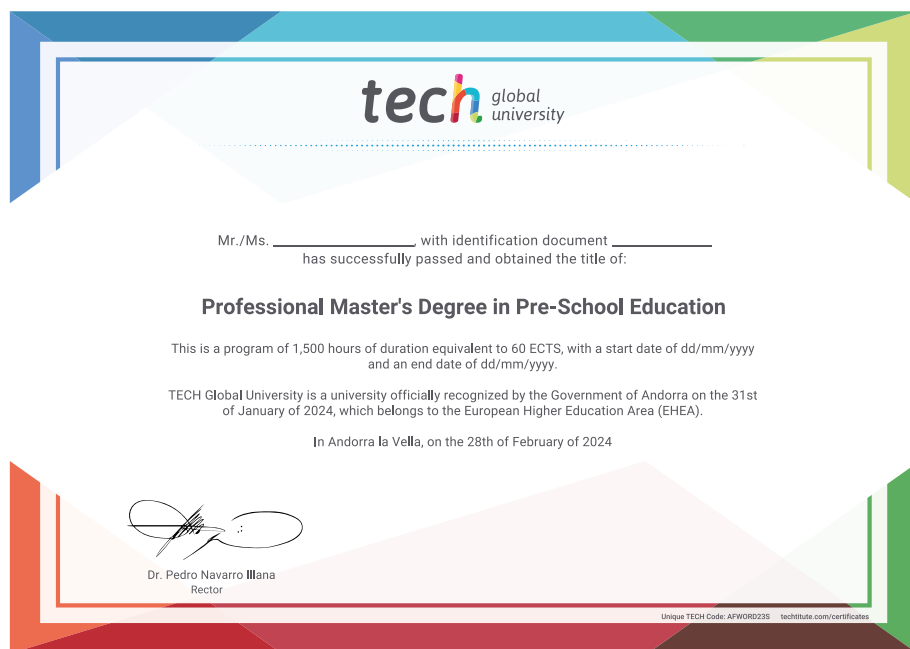 tech global university
Mr./Ms. ____________, with identification document ____________
has successfully passed and obtained the title of:
Professional Master's Degree in Pre-School Education
This is a program of 1,500 hours of duration equivalent to 60 ECTS, with a start date of dd/mm/yyyy
and an end date of dd/mm/yyyy.
TECH Global University is a university officially recognized by the Government of Andorra on the 31st
of January of 2024, which belongs to the European Higher Education Area (EHEA).
In Andorra la Vella, on the 28th of February of 2024
Dr. Pedro Navarro Illana
Rector
Unique TECH Code: AFWORD23S techtitute.com/certificates